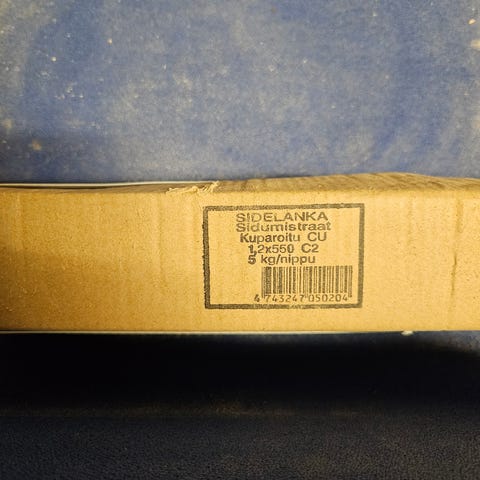 SIDELANKA
Sidumistraat
Kuparoitu CU
1,2x550 C2
5 kg/nippu
4 743247 050204